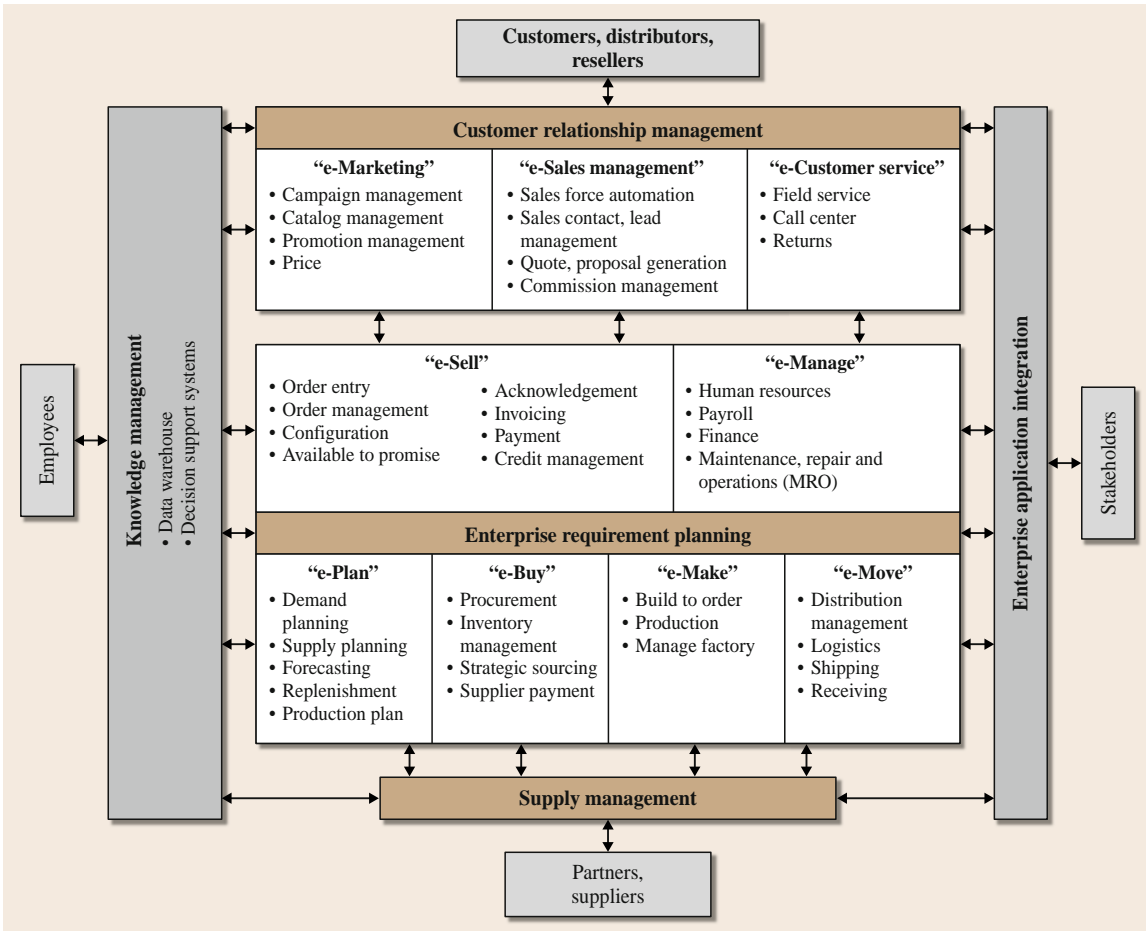 Customers, distributors,
resellers
Customer relationship management
“e-Marketing”
• Campaign management
• Catalog management
• Promotion management
• Price
“e-Sales management”
• Sales force automation
• Sales contact, lead
management
• Quote, proposal generation
• Commission management
“e-Customer service”
• Field service
• Call center
• Returns
“e-Sell”
• Order entry
• Order management
• Configuration
• Available to promise
• Acknowledgement
• Invoicing
• Payment
• Credit management
“e-Manage”
• Human resources
• Payroll
• Finance
• Maintenance, repair and
operations (MRO)
Employees
Knowledge management
• Data warehouse
• Decision support systems
Enterprise application integration
Stakeholders
Enterprise requirement planning
“e-Plan”
• Demand
planning
• Supply planning
• Forecasting
• Replenishment
• Production plan
“e-Buy”
• Procurement
• Inventory
management
• Strategic sourcing
• Supplier payment
“e-Make”
• Build to order
• Production
• Manage factory
“e-Move”
• Distribution
management
• Logistics
• Shipping
• Receiving
Supply management
Partners,
suppliers